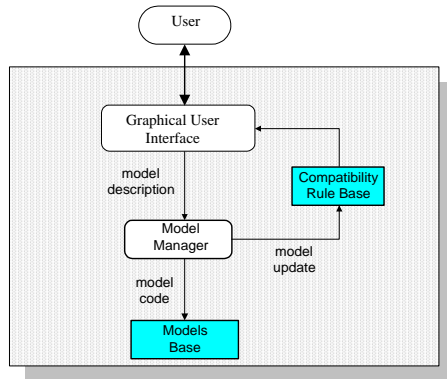 User
Graphical User
Interface
model
description
Compatibility
Rule Base
Model
Manager
model
update
model
code
Models
Base